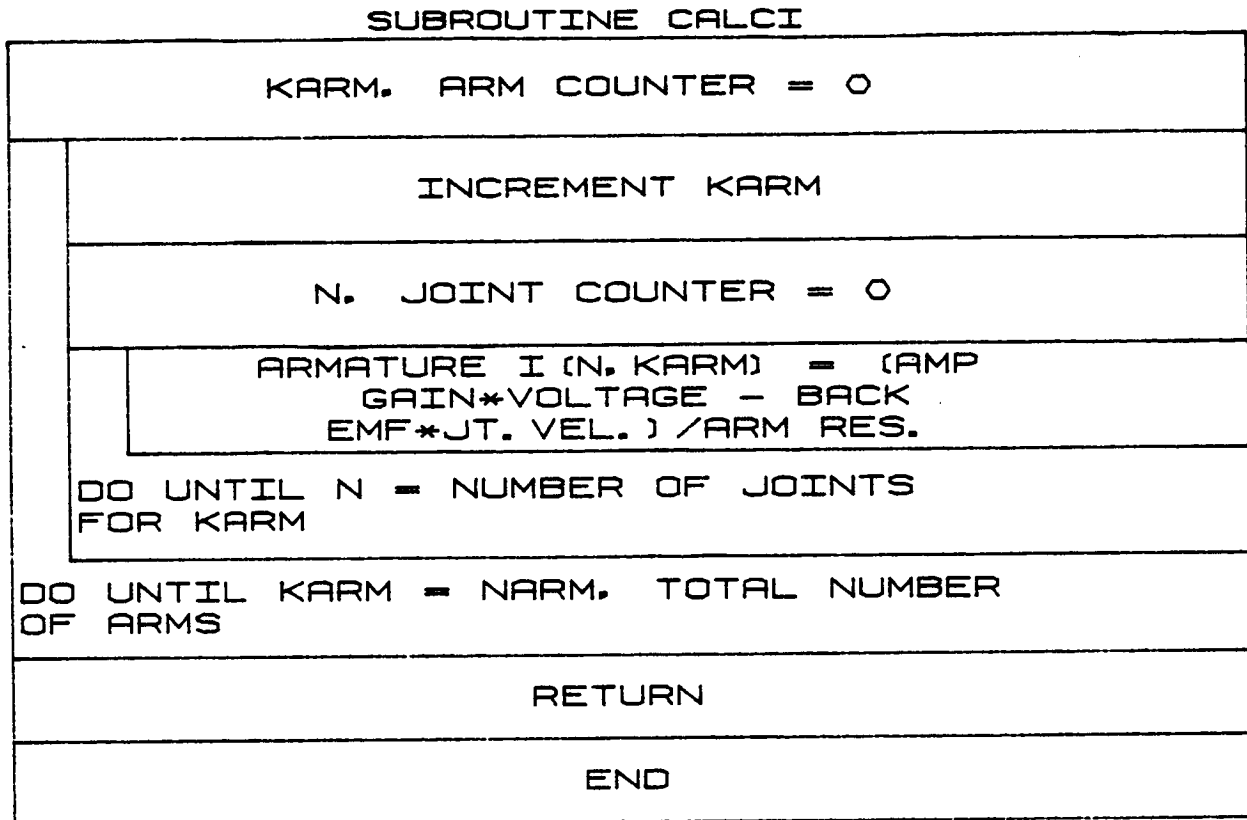 SUBROUTINE CALCI
KARM. ARM COUNTER = 0
INCREMENT KARM
N. JOINT COUNTER = 0
ARMATURE I (N. KARM) = (AMP
GAIN*VOLTAGE - BACK
EMF*JT. VEL.) /ARM RES.
DO UNTIL N = NUMBER OF JOINTS
FOR KARM
DO UNTIL KARM = NARM. TOTAL NUMBER
OF ARMS
RETURN
END